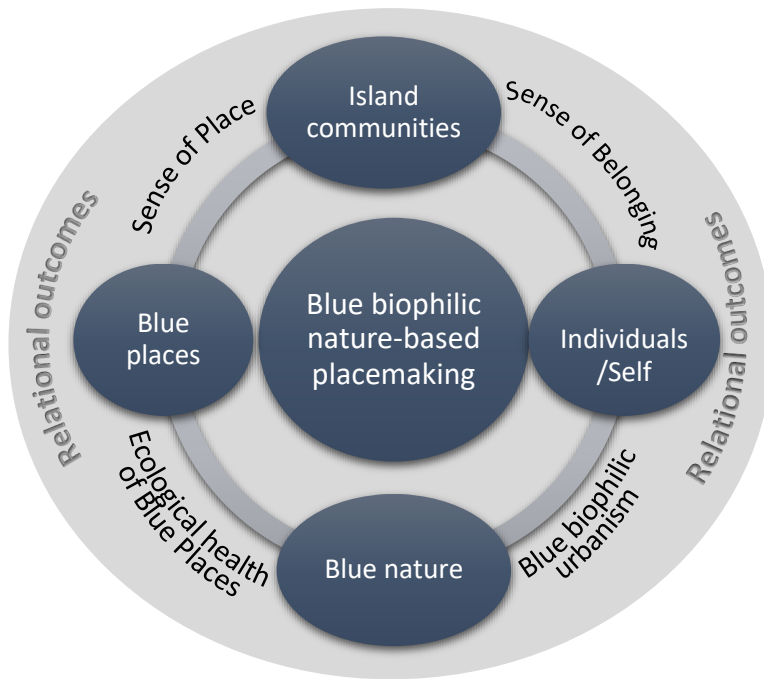 Island
communities
Sense of Place
Sense of Belonging
Relational outcomes
Relational outcomes
Blue
places
Blue biophilic
nature-based
placemaking
Individuals
/Self
Ecological health
of Blue Places
Blue biophilic
urbanism
Blue nature